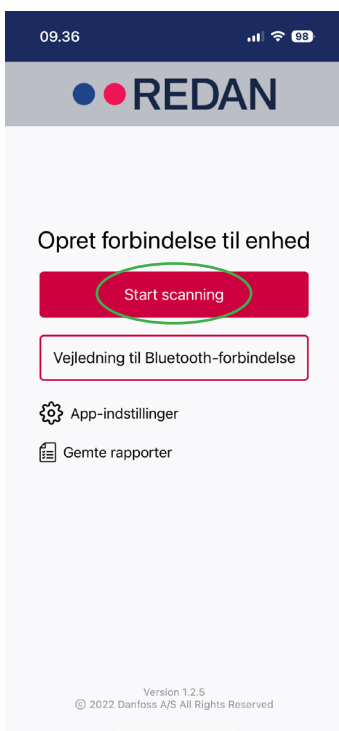 09.36
98
REDAN
Opret forbindelse til enhed
Start scanning
Vejledning til Bluetooth-forbindelse
App-indstillinger
Gemte rapporter
Version 1.2.5
© 2022 Danfoss A/S All Rights Reserved